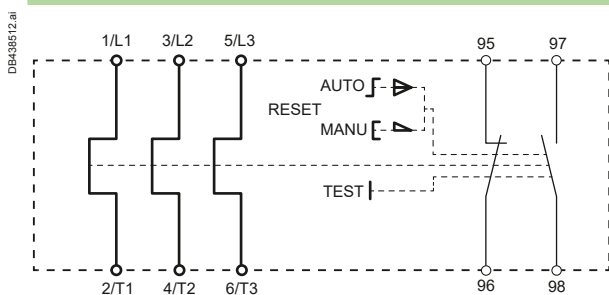 DB438512.ai
1/L1 3/L2 5/L3 95 97
AUTO
RESET
MANU
TEST
2/T1 4/T2 6/T3 96 98